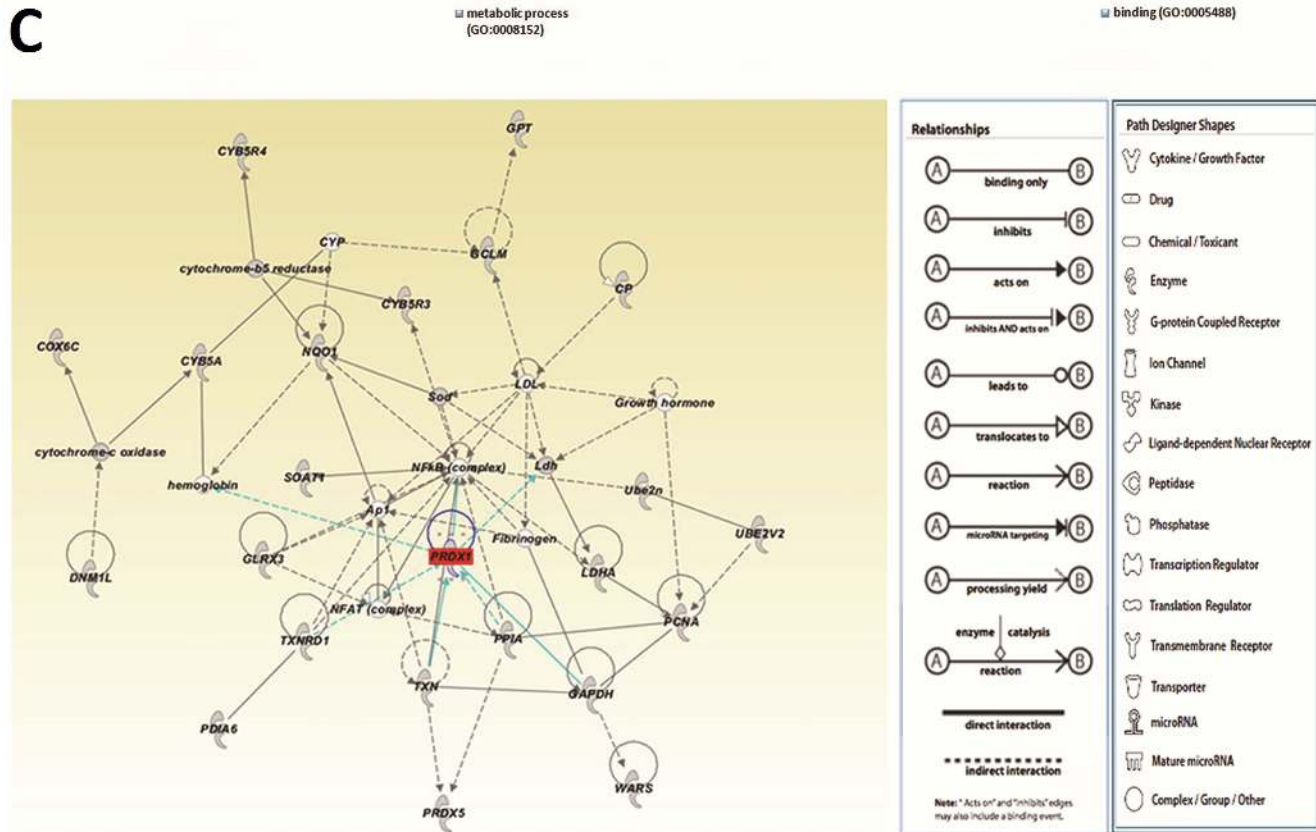 C
metabolic process
(GO:0008152)
binding (GO:0005488)
GPT
CYB5R4
CYP
GCLM
cytochrome-b5 reductase
CP
CYB5R3
COX6C
CYB5A
NQO1
LDL
Sod
Growth hormone
cytochrome-c oxidase
NFkB (complex)
Ldh
hemoglobin
SOAT1
Ube2n
Ap1
UBE2V2
Fibrinogen
GLRX3
PRDX1
LDHA
DNM1L
NFAT (complex)
TXNRD1
PPIA
PCNA
TXN
GAPDH
PDIA6
WARS
PRDX5
Relationships
A binding only B
A inhibits B
A acts on B
A inhibits AND acts on B
A leads to B
A translocates to B
A reaction B
A microRNA targeting B
A processing yield B
enzyme catalysis
A reaction B
direct interaction
indirect interaction
Note: "Acts on" and "inhibits" edges
may also include a binding event.
Path Designer Shapes
Cytokine / Growth Factor
Drug
Chemical / Toxicant
Enzyme
G-protein Coupled Receptor
Ion Channel
Kinase
Ligand-dependent Nuclear Receptor
Peptidase
Phosphatase
Transcription Regulator
Translation Regulator
Transmembrane Receptor
Transporter
microRNA
Mature microRNA
Complex / Group / Other